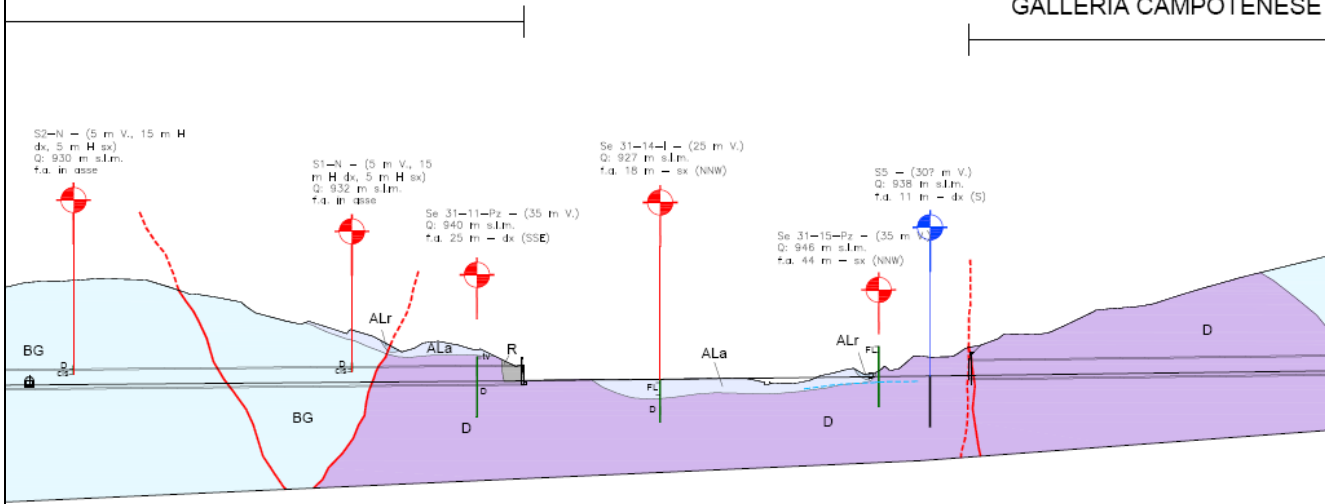 GALLERIA CAMPOTENESE
S2-N - (5 m V., 15 m H
dx, 5 m H sx)
Q: 930 m s.l.m.
f.a. in asse
S1-N - (5 m V., 15
m H dx, 5 m H sx)
Q: 932 m s.l.m.
f.a. in asse
Se 31-11-Pz - (35 m V.)
Q: 940 m s.l.m.
f.a. 25 m - dx (SSE)
Se 31-14-I - (25 m V.)
Q: 927 m s.l.m.
f.a. 18 m - sx (NNW)
S5 - (30? m V.)
Q: 938 m s.l.m.
f.a. 11 m - dx (S)
Se 31-15-Pz - (35 m V.)
Q: 946 m s.l.m.
f.a. 44 m - sx (NNW)
BG
D
cls
D
cls
ALr
ALa
lv
R
D
BG
D
FL
D
ALa
ALr
FL
D
D
D